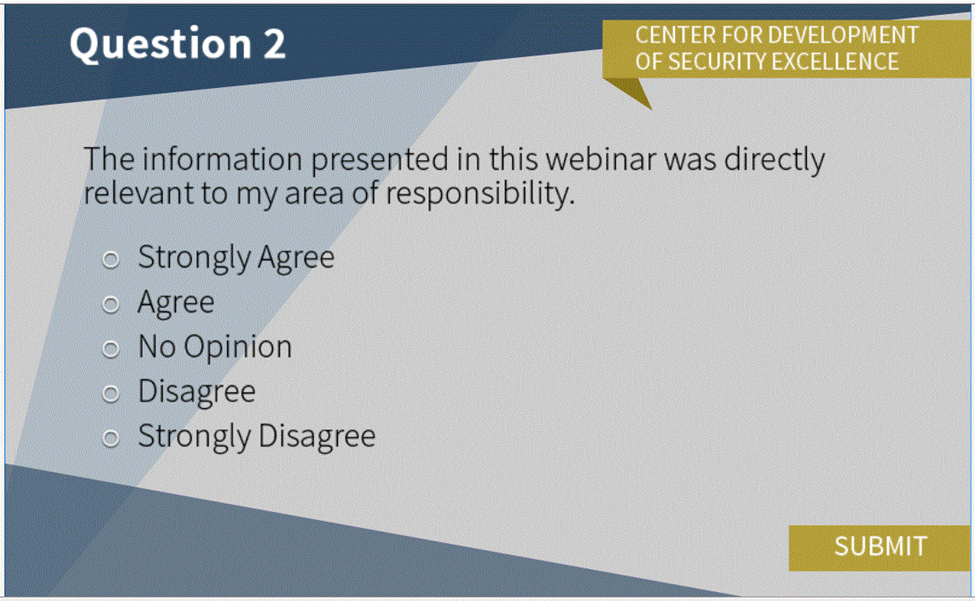 Question 2
CENTER FOR DEVELOPMENT
OF SECURITY EXCELLENCE
The information presented in this webinar was directly
relevant to my area of responsibility.
Strongly Agree
Agree
No Opinion
Disagree
Strongly Disagree
SUBMIT